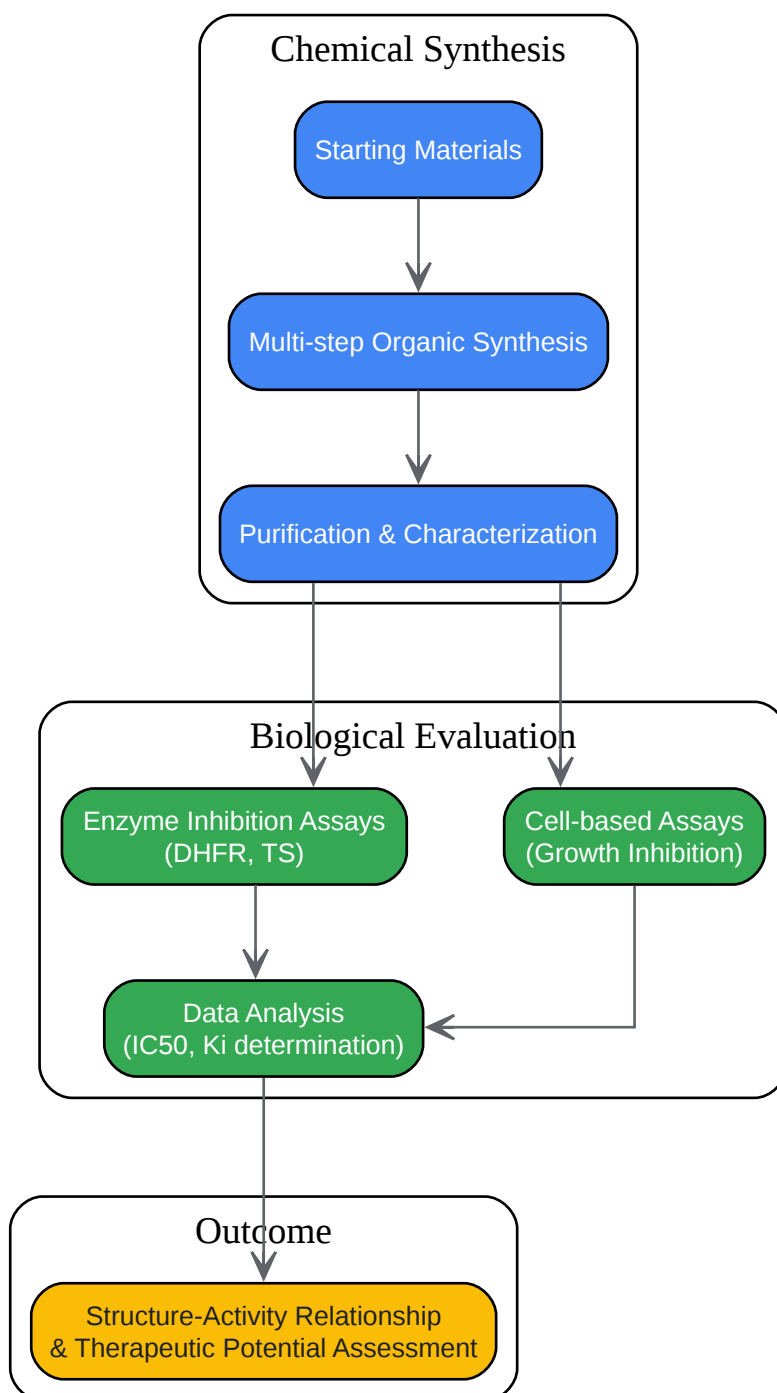 Chemical Synthesis
Starting Materials
Multi-step Organic Synthesis
Purification & Characterization
Biological Evaluation
Enzyme Inhibition Assays
(DHFR, TS)
Cell-based Assays
(Growth Inhibition)
Data Analysis
(IC50, Ki determination)
Outcome
Structure-Activity Relationship
& Therapeutic Potential Assessment